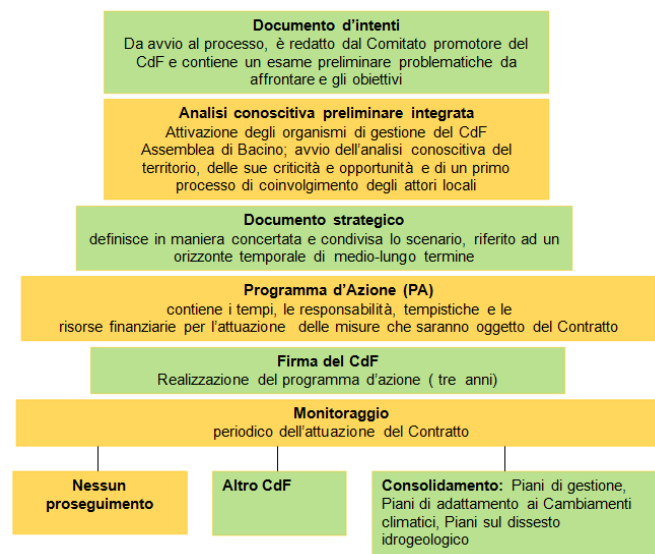 Documento d'intenti
Da avvio al processo, è redatto dal Comitato promotore del
CdF e contiene un esame preliminare problematiche da
affrontare e gli obiettivi
Analisi conoscitiva preliminare integrata
Attivazione degli organismi di gestione del CdF
Assemblea di Bacino; avvio dell'analisi conoscitiva del
territorio, delle sue criticità e opportunità e di un primo
processo di coinvolgimento degli attori locali
Documento strategico
definisce in maniera concertata e condivisa lo scenario, riferito ad un
orizzonte temporale di medio-lungo termine
Programma d'Azione (PA)
contiene i tempi, le responsabilità, tempistiche e le
risorse finanziarie per l'attuazione delle misure che saranno oggetto del Contratto
Firma del CdF
Realizzazione del programma d'azione ( tre anni)
Monitoraggio
periodico dell'attuazione del Contratto
Nessun
proseguimento
Altro CdF
Consolidamento: Piani di gestione,
Piani di adattamento ai Cambiamenti
climatici, Piani sul dissesto
idrogeologico